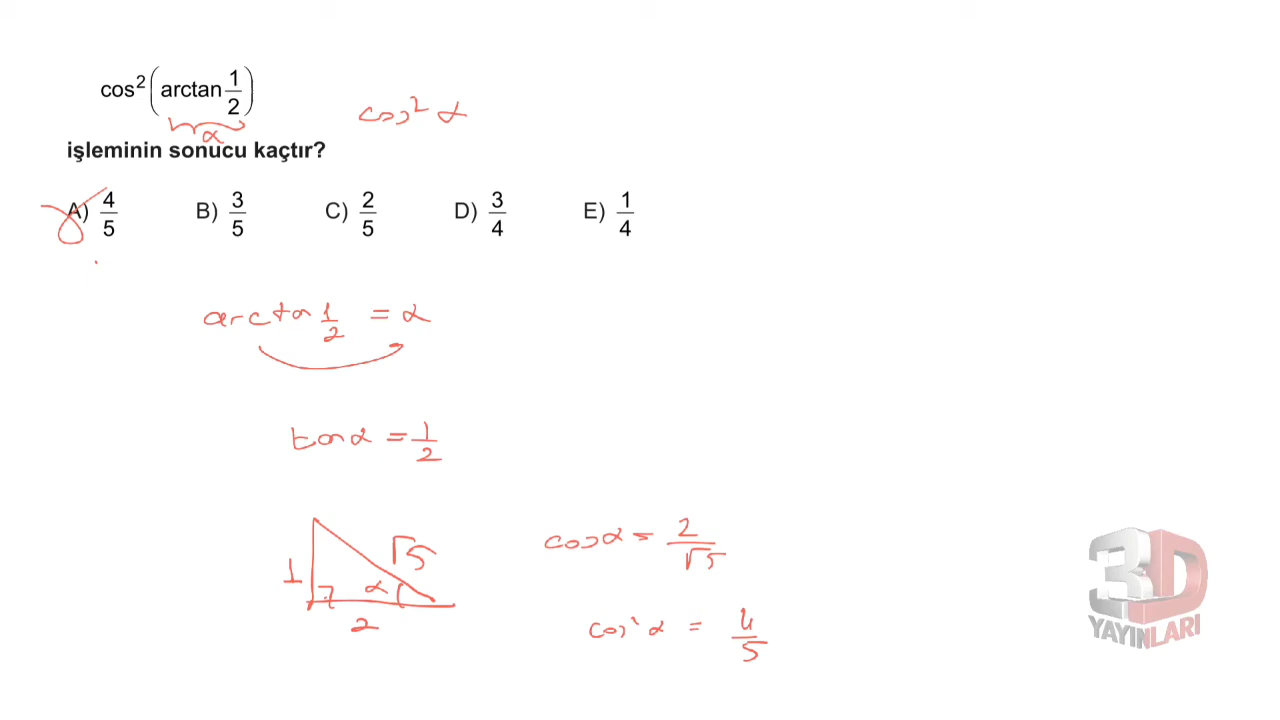 cos²(arctan 1/2)
α
cos² α
işleminin sonucu kaçtır?
A) 4/5 B) 3/5 C) 2/5 D) 3/4 E) 1/4
arctan 1/2 = α
tan α = 1/2
1 √5 α 2
cos α = 2/√5
cos² α = 4/5
3D
YAYINLARI